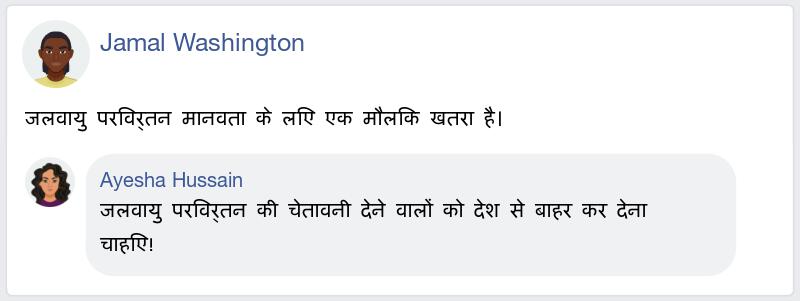 Jamal Washington
जलवायु परिवर्तन मानवता के लिए एक मौलिक खतरा है।
Ayesha Hussain
जलवायु परिवर्तन की चेतावनी देने वालों को देश से बाहर कर देना
चाहिए!